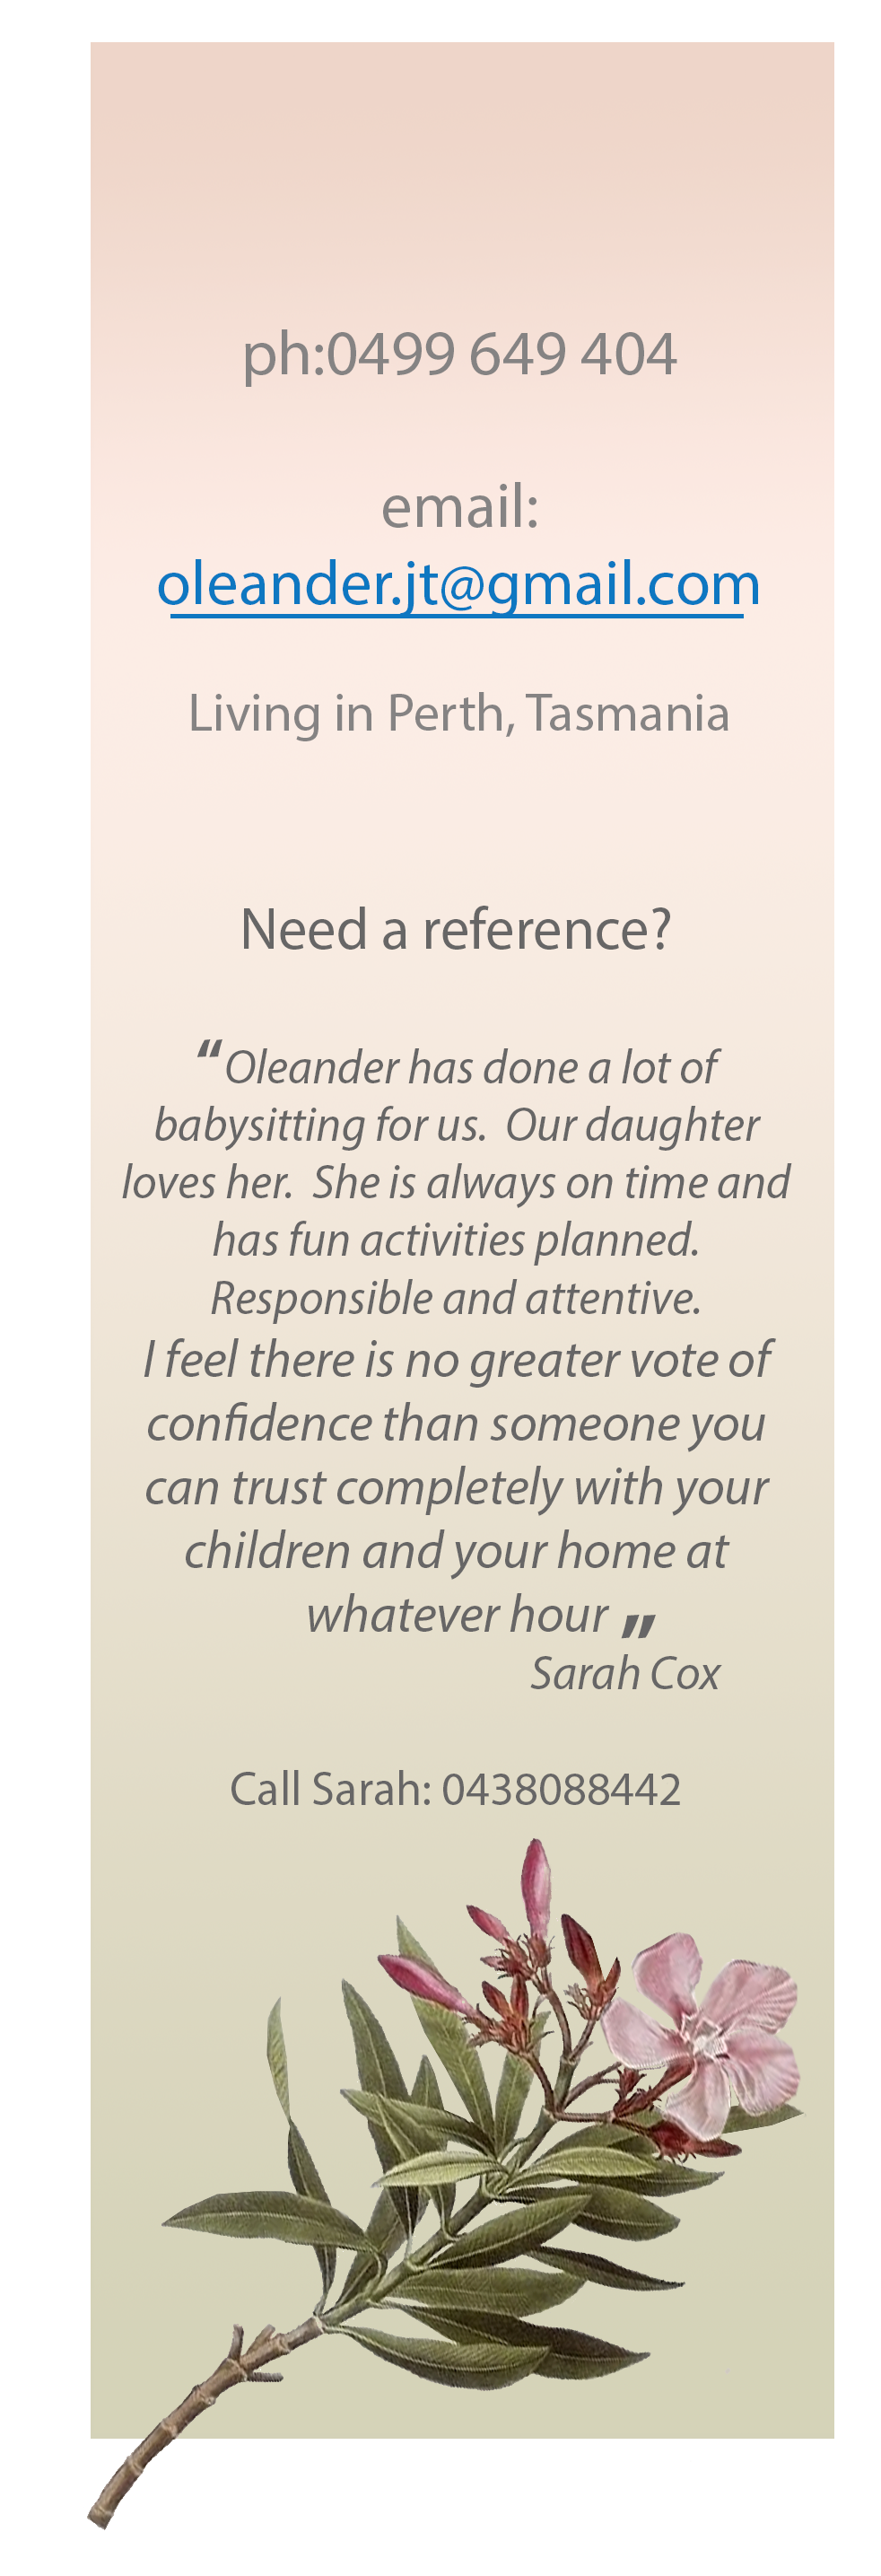 ph:0499 649 404
email:
oleander.jt@gmail.com
Living in Perth, Tasmania
Need a reference?
“Oleander has done a lot of
babysitting for us.  Our daughter
loves her.  She is always on time and
has fun activities planned.
Responsible and attentive.
I feel there is no greater vote of
confidence than someone you
can trust completely with your
children and your home at
whatever hour „
Sarah Cox
Call Sarah: 0438088442